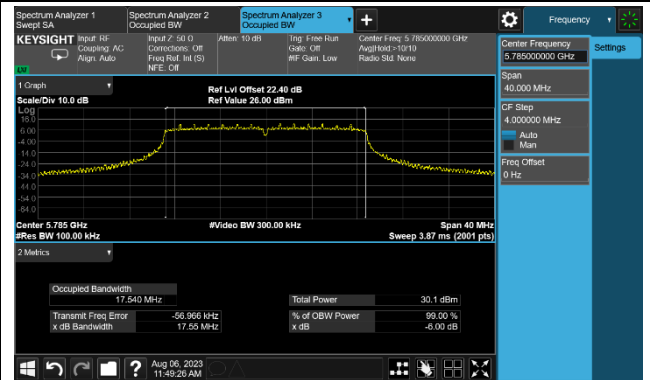 Spectrum Analyzer 1
Swept SA
Spectrum Analyzer 2
Occupied BW
Spectrum Analyzer 3
Occupied BW
Frequency
KEYSIGHT
Input: RF
Coupling: AC
Align: Auto
Input Z: 50 Ω
Corrections: Off
Freq Ref: Int (S)
NFE: Off
Atten: 10 dB
Trig: Free Run
Gate: Off
#IF Gain: Low
Center Freq: 5.785000000 GHz
Avg|Hold:>10/10
Radio Std: None
Center Frequency
5.785000000 GHz
Settings
Span
40.000 MHz
CF Step
4.000000 MHz
Auto
Man
Freq Offset
0 Hz
1 Graph
Scale/Div 10.0 dB
Ref Lvl Offset 22.40 dB
Ref Value 26.00 dBm
Log
16.0
6.00
-4.00
-14.0
-24.0
-34.0
-44.0
-54.0
-64.0
Center 5.785 GHz
#Video BW 300.00 kHz
Span 40 MHz
#Res BW 100.00 kHz
Sweep 3.87 ms (2001 pts)
2 Metrics
Occupied Bandwidth
17.540 MHz
Total Power
30.1 dBm
Transmit Freq Error
-56.966 kHz
% of OBW Power
99.00 %
x dB Bandwidth
17.55 MHz
x dB
-6.00 dB
Aug 06, 2023
11:49:26 AM